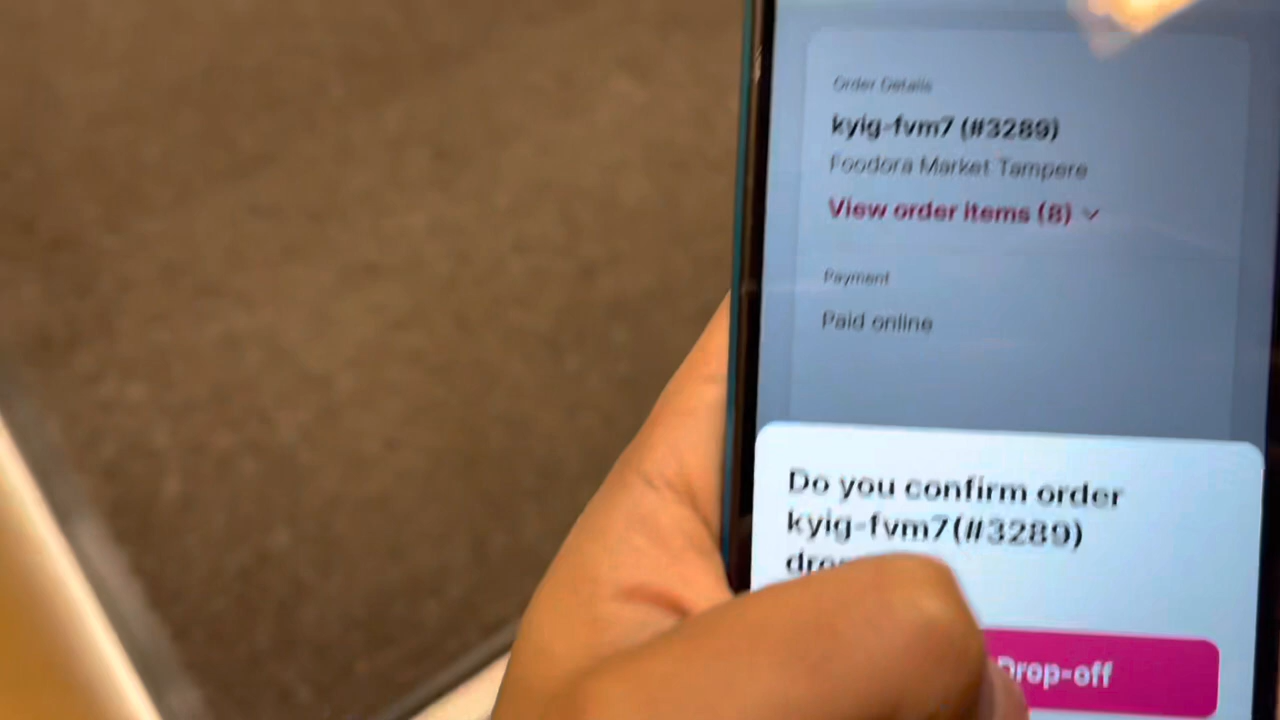 Order Details
kyig-fvm7 (#3289)
Foodora Market Tampere
View order items (8)
Payment
Paid online
Do you confirm order
kyig-fvm7(#3289)
Drop-off